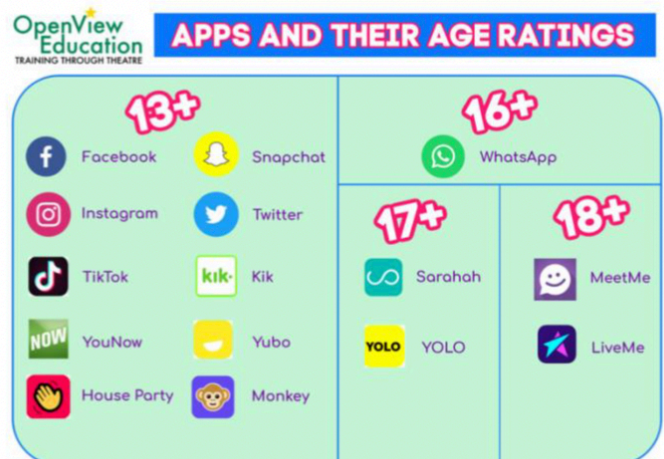 OpenView
Education
TRAINING THROUGH THEATRE
APPS AND THEIR AGE RATINGS
13+
Facebook
Snapchat
Instagram
Twitter
TikTok
kik.
Kik
NOW
YouNow
Yubo
House Party
Monkey
16+
WhatsApp
17+
Sarahah
YOLO
YOLO
18+
MeetMe
LiveMe